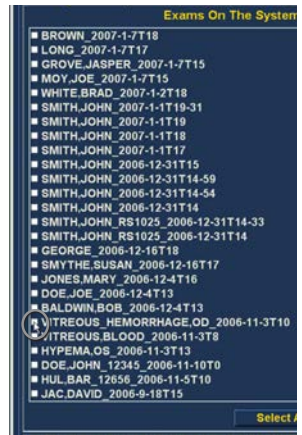 Exams On The System
BROWN_2007-1-7T18
LONG_2007-1-7T17
GROVE,JASPER_2007-1-7T15
MOY,JOE_2007-1-7T15
WHITE,BRAD_2007-1-2T18
SMITH,JOHN_2007-1-1T19-31
SMITH,JOHN_2007-1-1T19
SMITH,JOHN_2007-1-1T18
SMITH,JOHN_2007-1-1T17
SMITH,JOHN_2006-12-31T15
SMITH,JOHN_2006-12-31T14-59
SMITH,JOHN_2006-12-31T14-54
SMITH,JOHN_2006-12-31T14
SMITH,JOHN_RS1025_2006-12-31T14-33
SMITH,JOHN_RS1025_2006-12-31T14
GEORGE_2006-12-16T18
SMYTHE,SUSAN_2006-12-16T17
JONES,MARY_2006-12-4T16
DOE,JOE_2006-12-4T13
BALDWIN,BOB_2006-12-4T13
VITREOUS_HEMORRHAGE,OD_2006-11-3T10
VITREOUS,BLOOD_2006-11-3T8
HYPEMA,OS_2006-11-3T13
DOE,JOHN_12345_2006-11-10T0
HUL,BAR_12656_2006-11-5T10
JAC,DAVID_2006-9-18T15
Select A